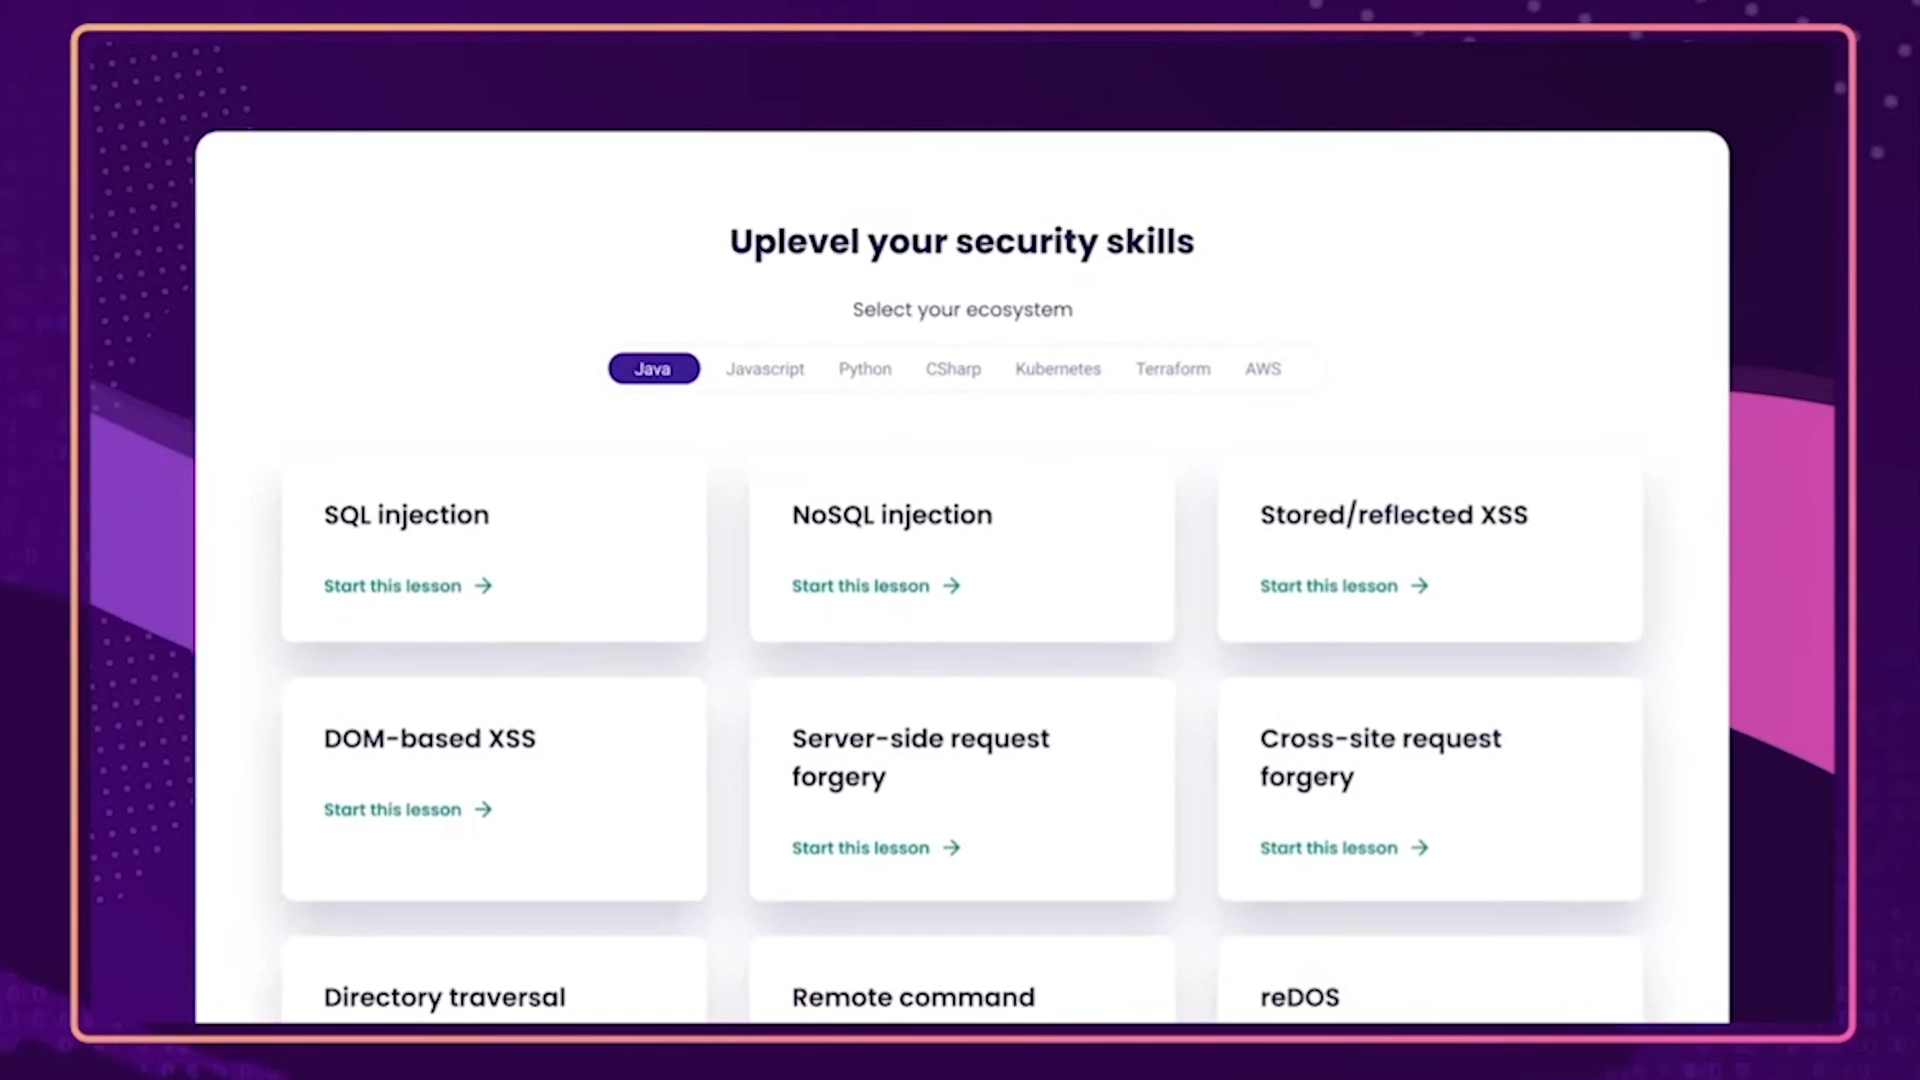 Uplevel your security skills
Select your ecosystem
Java Javascript Python CSharp Kubernetes Terraform AWS
SQL injection
Start this lesson →
NoSQL injection
Start this lesson →
Stored/reflected XSS
Start this lesson →
DOM-based XSS
Start this lesson →
Server-side request
forgery
Start this lesson →
Cross-site request
forgery
Start this lesson →
Directory traversal
Remote command
reDOS